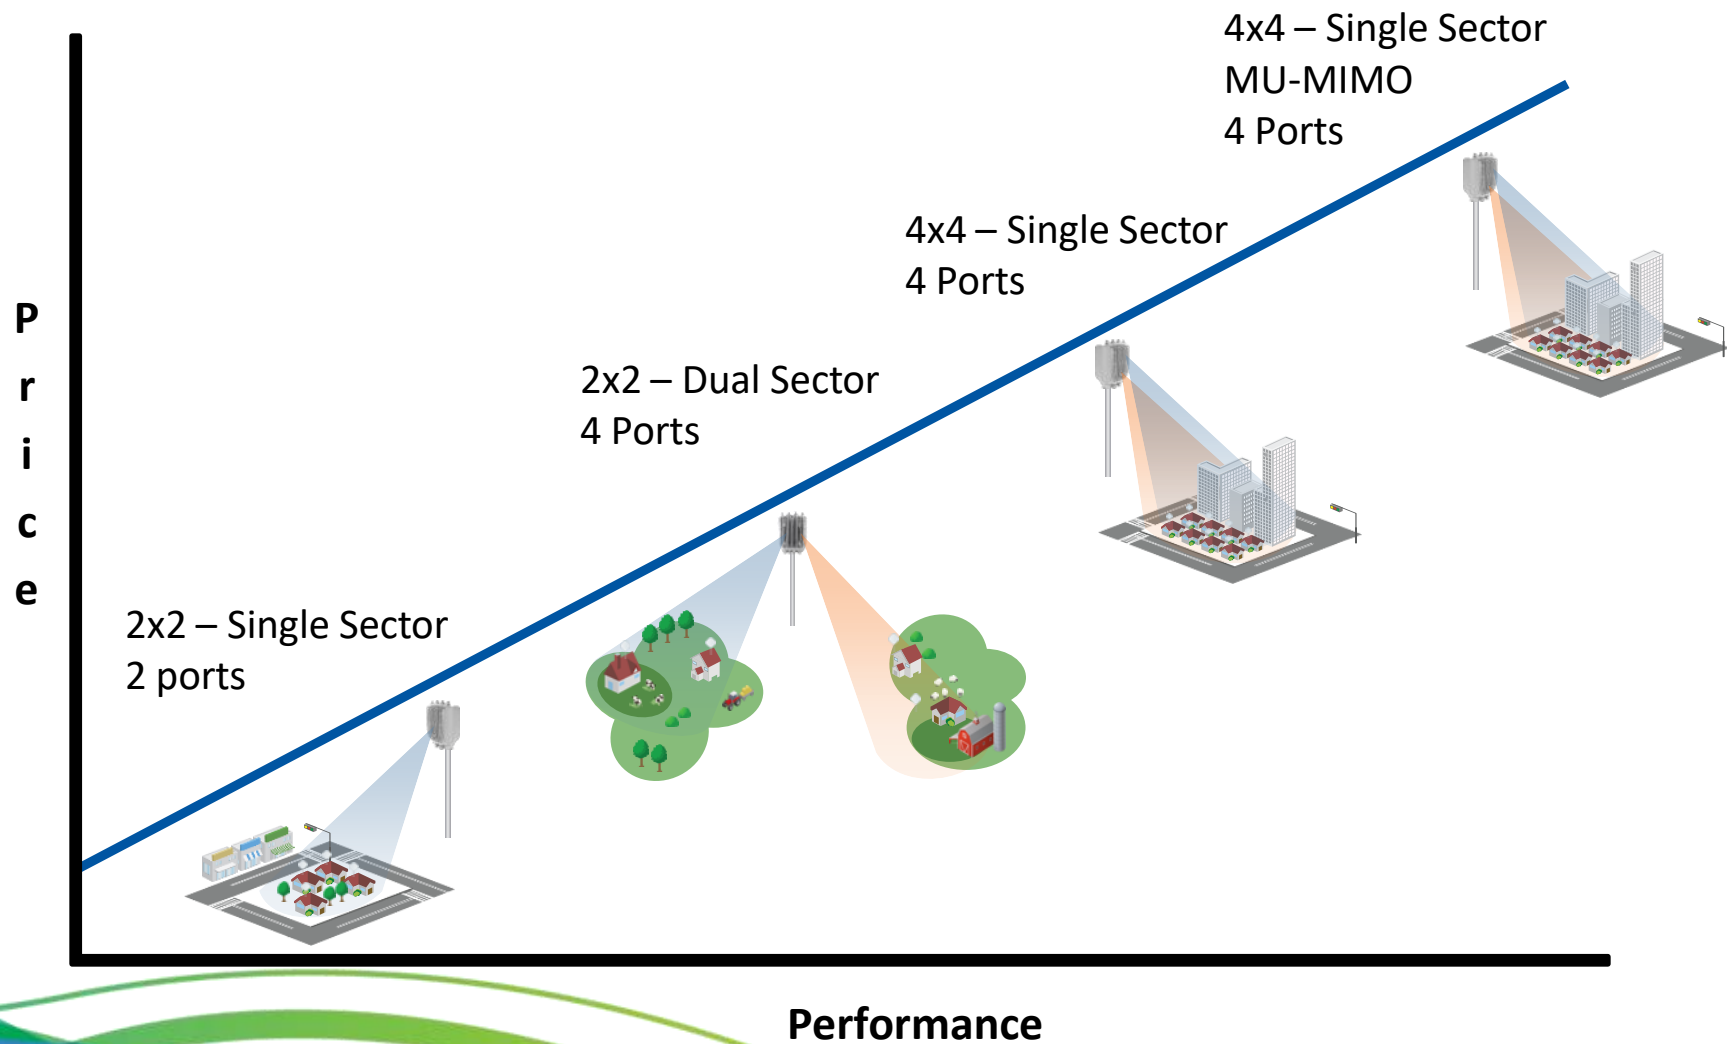 4x4 – Single Sector
MU-MIMO
4 Ports
4x4 – Single Sector
4 Ports
2x2 – Dual Sector
4 Ports
2x2 – Single Sector
2 ports
Price
Performance